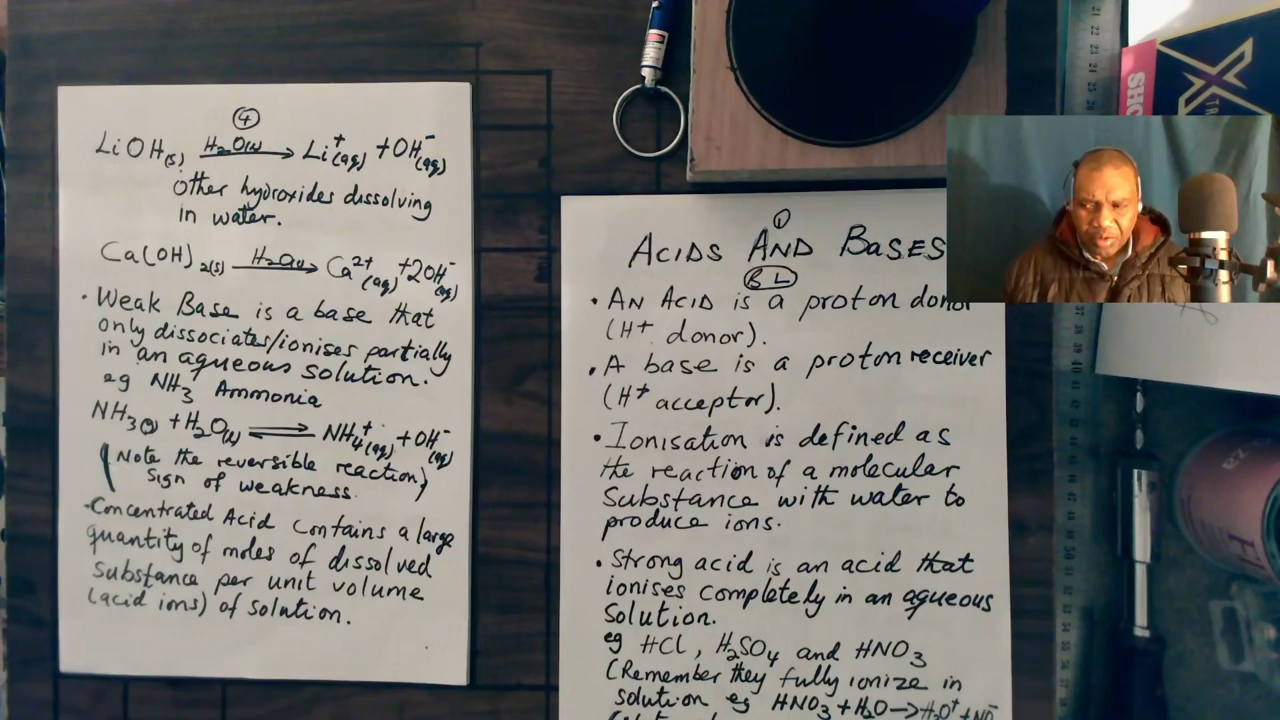 ④
LiOH(s) H₂O(l)→ Li⁺(aq) + OH⁻(aq)
Other hydroxides dissolving
in water.
Ca(OH)₂(s) H₂O(l)→ Ca²⁺(aq) + 2OH⁻(aq)
• Weak Base is a base that
only dissociates/ionises partially
in an aqueous solution.
eg NH₃ Ammonia
NH₃ + H₂O(l) ⇌ NH₄⁺(aq) + OH⁻(aq)
(Note the reversible reaction)
Sign of weakness.
• Concentrated Acid contains a large
quantity of moles of dissolved
substance per unit volume
(acid ions) of solution.
①
ACIDS AND BASES
BL
• AN ACID is a proton donor
(H⁺ donor).
• A base is a proton receiver
(H⁺ acceptor).
• Ionisation is defined as
the reaction of a molecular
substance with water to
produce ions.
• Strong acid is an acid that
ionises completely in an aqueous
solution.
eg HCl, H₂SO₄ and HNO₃
(Remember they fully ionize in
solution eg HNO₃ + H₂O → H₃O⁺ + NO₃⁻
SHO
X